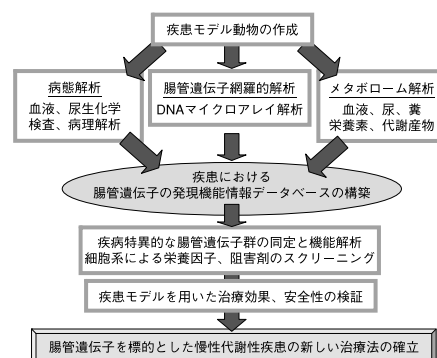 疾患モデル動物の作成
病態解析
血液、尿生化学
検査、病理解析
腸管遺伝子網羅的解析
DNAマイクロアレイ解析
メタボローム解析
血液、尿、糞
栄養素、代謝産物
疾患における
腸管遺伝子の発現機能情報データベースの構築
疾病特異的な腸管遺伝子群の同定と機能解析
細胞系による栄養因子、阻害剤のスクリーニング
疾患モデルを用いた治療効果、安全性の検証
腸管遺伝子を標的とした慢性代謝性疾患の新しい治療法の確立